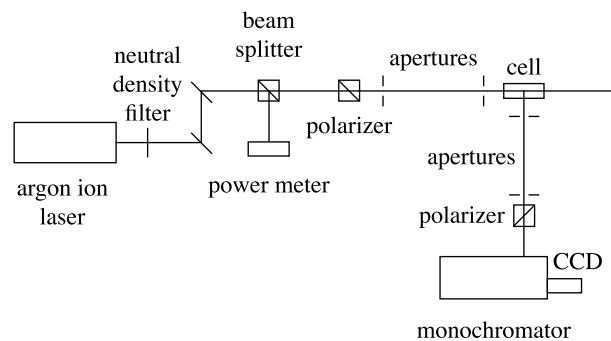 beam
splitter
neutral
density
filter
apertures
cell
polarizer
argon ion
laser
power meter
apertures
polarizer
CCD
monochromator